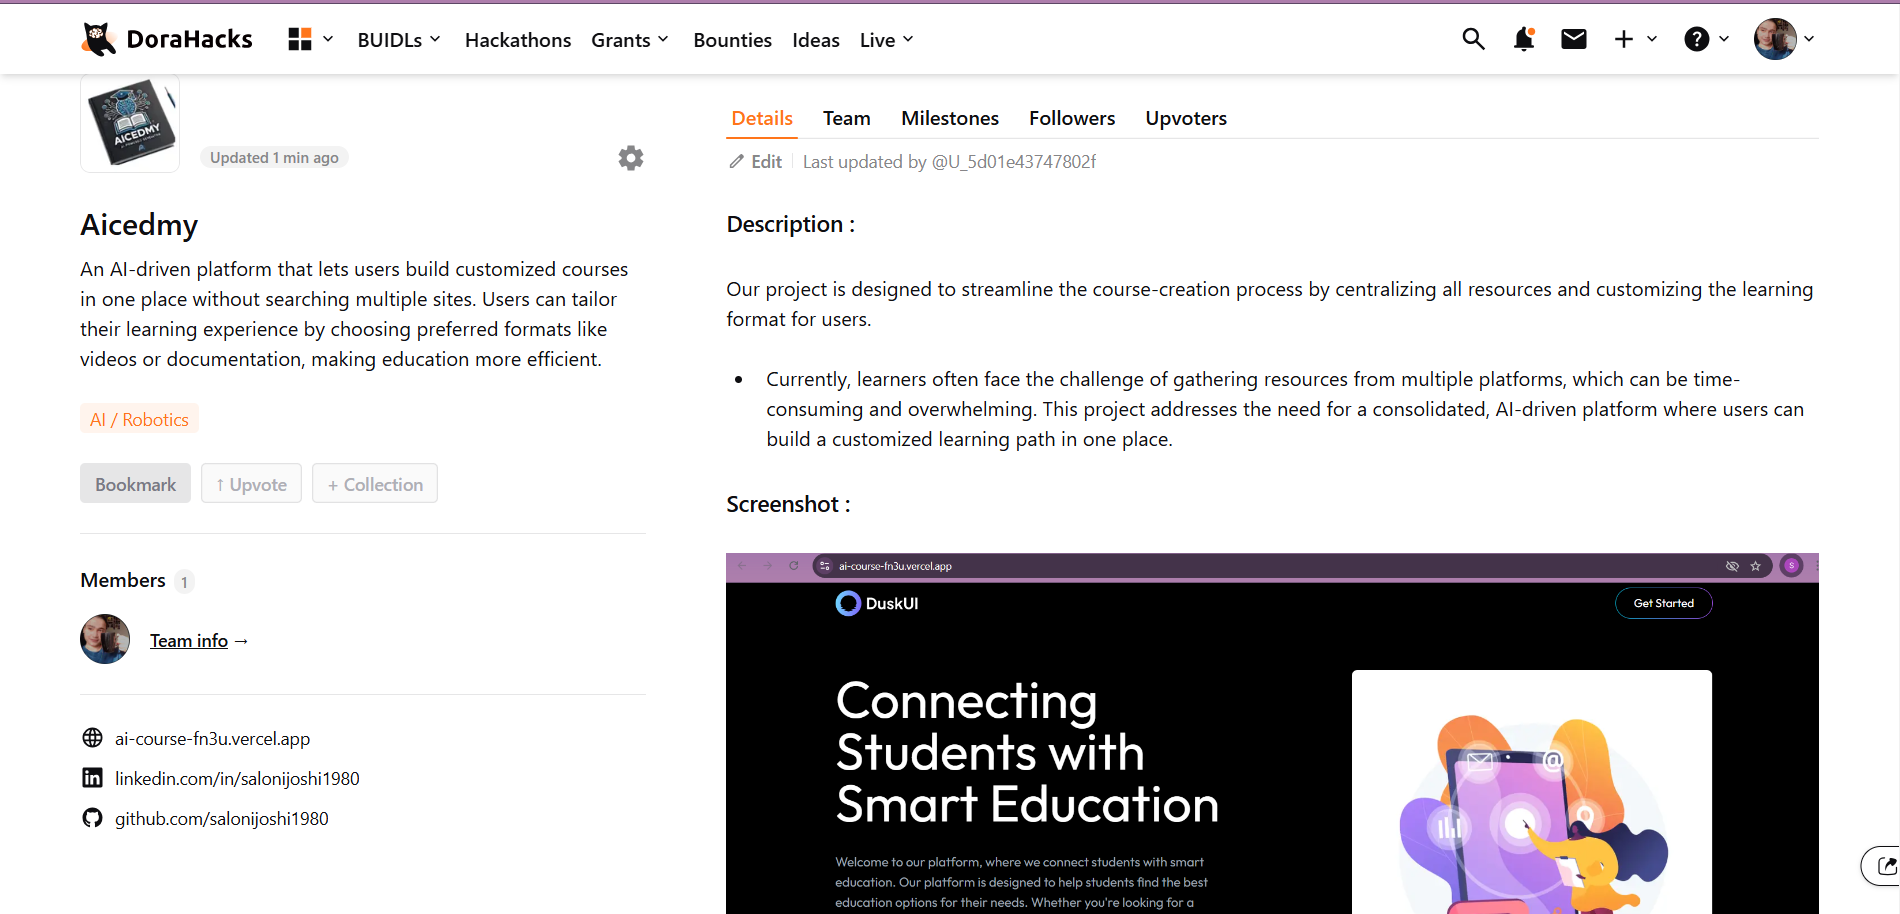 DoraHacks
BUIDLs
Hackathons
Grants
Bounties
Ideas
Live
AICEDMY
Updated 1 min ago
Aicedmy
An AI-driven platform that lets users build customized courses
in one place without searching multiple sites. Users can tailor
their learning experience by choosing preferred formats like
videos or documentation, making education more efficient.
AI / Robotics
Bookmark
↑ Upvote
+ Collection
Members 1
Team info →
ai-course-fn3u.vercel.app
linkedin.com/in/salonijoshi1980
github.com/salonijoshi1980
Details
Team
Milestones
Followers
Upvoters
Edit
Last updated by @U_5d01e43747802f
Description :
Our project is designed to streamline the course-creation process by centralizing all resources and customizing the learning
format for users.
• Currently, learners often face the challenge of gathering resources from multiple platforms, which can be time-
consuming and overwhelming. This project addresses the need for a consolidated, AI-driven platform where users can
build a customized learning path in one place.
Screenshot :
ai-course-fn3u.vercel.app
S
DuskUI
Get Started
Connecting
Students with
Smart Education
Welcome to our platform, where we connect students with smart
education. Our platform is designed to help students find the best
education options for their needs. Whether you're looking for a